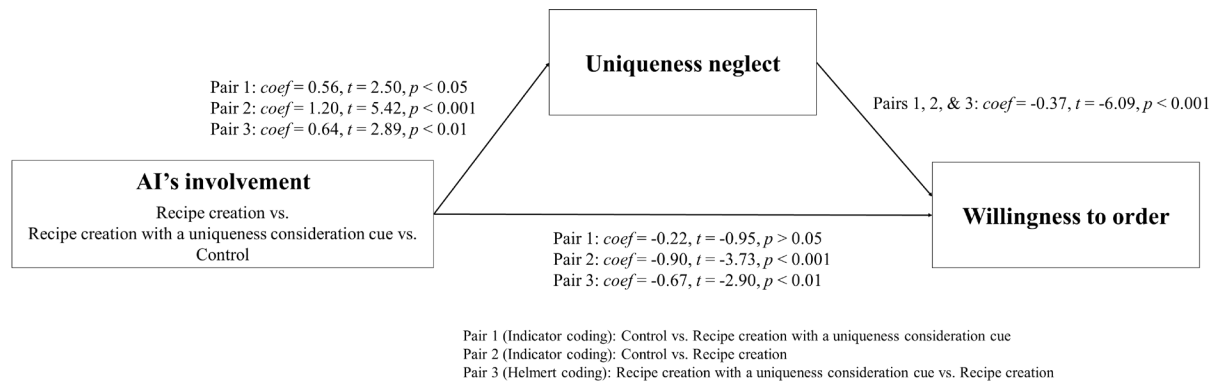 Uniqueness neglect
Pair 1: coef = 0.56, t = 2.50, p < 0.05
Pair 2: coef = 1.20, t = 5.42, p < 0.001
Pair 3: coef = 0.64, t = 2.89, p < 0.01
Pairs 1, 2, & 3: coef = -0.37, t = -6.09, p < 0.001
AI's involvement
Recipe creation vs.
Recipe creation with a uniqueness consideration cue vs.
Control
Willingness to order
Pair 1: coef = -0.22, t = -0.95, p > 0.05
Pair 2: coef = -0.90, t = -3.73, p < 0.001
Pair 3: coef = -0.67, t = -2.90, p < 0.01
Pair 1 (Indicator coding): Control vs. Recipe creation with a uniqueness consideration cue
Pair 2 (Indicator coding): Control vs. Recipe creation
Pair 3 (Helmert coding): Recipe creation with a uniqueness consideration cue vs. Recipe creation